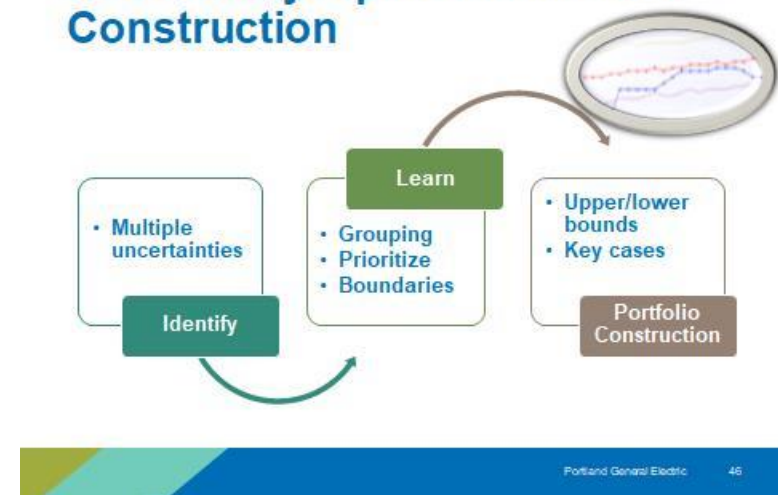 Construction
Learn
• Multiple
uncertainties
• Grouping
• Prioritize
• Boundaries
• Upper/lower
bounds
• Key cases
Identify
Portfolio
Construction
Portland General Electric 46